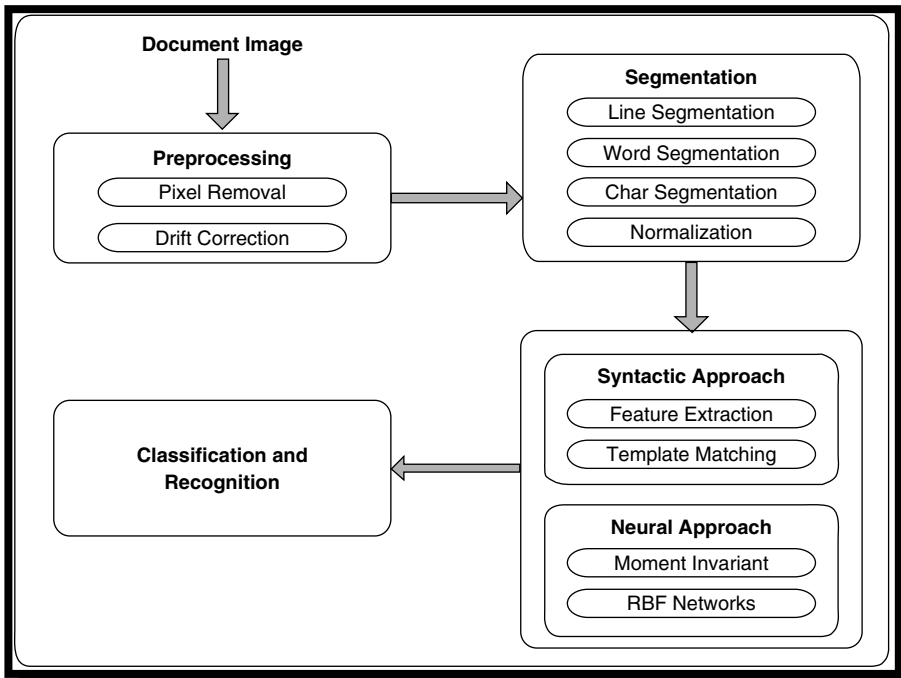 Document Image
Preprocessing
Pixel Removal
Drift Correction
Segmentation
Line Segmentation
Word Segmentation
Char Segmentation
Normalization
Syntactic Approach
Feature Extraction
Template Matching
Neural Approach
Moment Invariant
RBF Networks
Classification and
Recognition